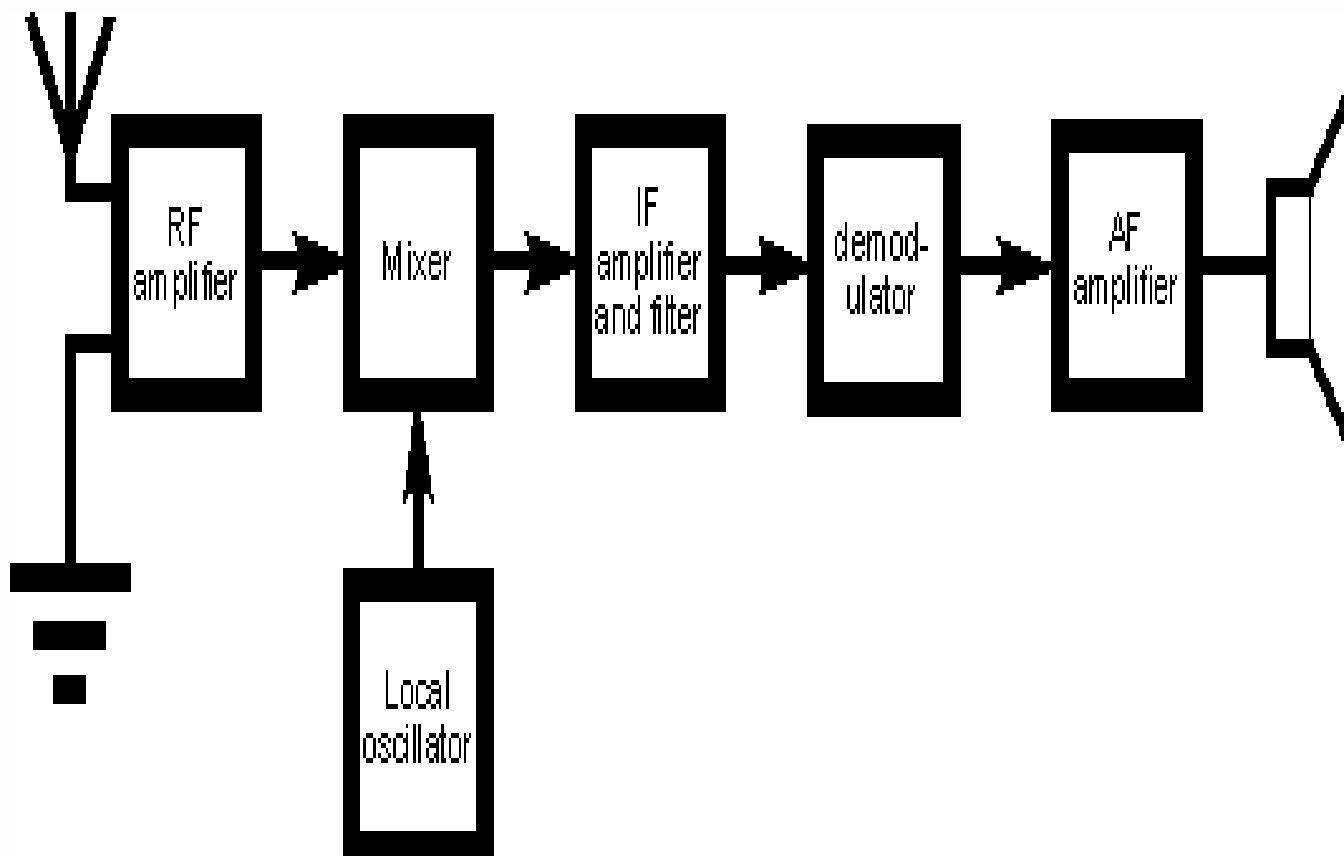 RF
amplifier
Mixer
IF
amplifier
and filter
demod-
ulator
AF
amplifier
Local
oscillator